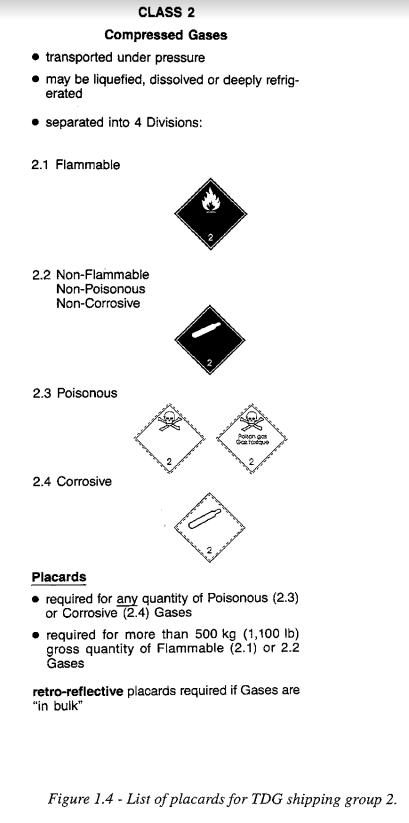 CLASS 2
Compressed Gases
• transported under pressure
• may be liquefied, dissolved or deeply refrig-
erated
• separated into 4 Divisions:
2.1 Flammable
2
2.2 Non-Flammable
Non-Poisonous
Non-Corrosive
2
2.3 Poisonous
2
Poison gas
Gaz toxique
2
2.4 Corrosive
2
Placards
• required for any quantity of Poisonous (2.3)
or Corrosive (2.4) Gases
• required for more than 500 kg (1,100 lb)
gross quantity of Flammable (2.1) or 2.2
Gases
retro-reflective placards required if Gases are
"in bulk"
Figure 1.4 - List of placards for TDG shipping group 2.